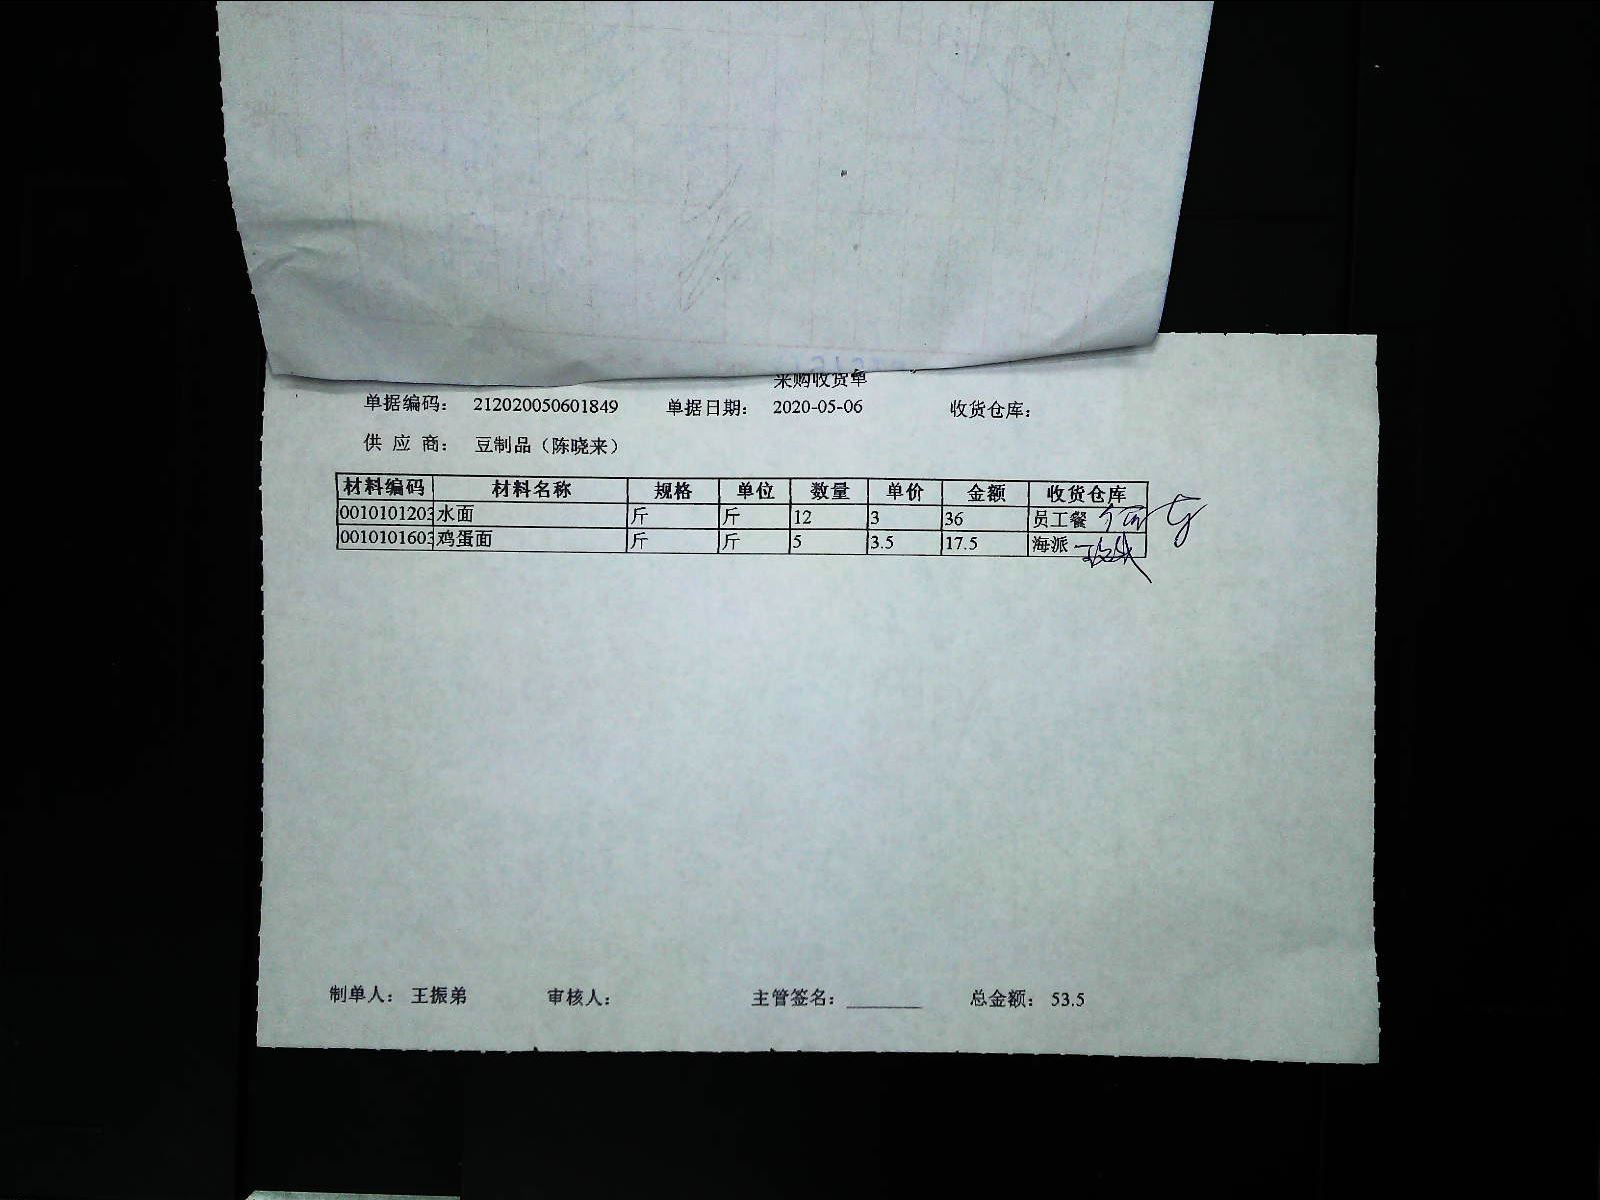 采购收货单
单据编码： 212020050601849 单据日期： 2020-05-06 收货仓库：
供 应 商： 豆制品（陈晓来）
材料编码 材料名称 规格 单位 数量 单价 金额 收货仓库
0010101203 水面 斤 斤 12 3 36 员工餐
0010101603 鸡蛋面 斤 斤 5 3.5 17.5 海派
制单人： 王振弟 审核人： 主管签名： ________ 总金额： 53.5